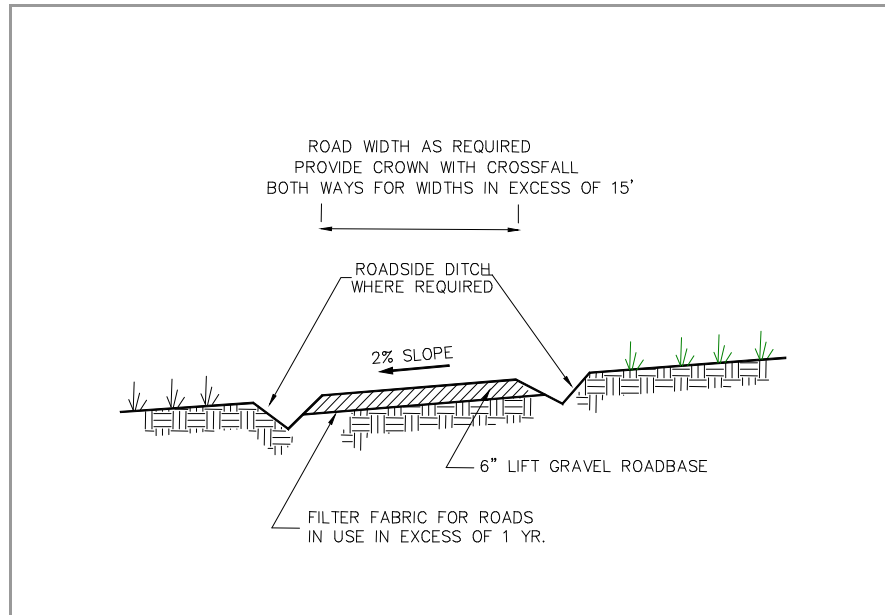 ROAD WIDTH AS REQUIRED
PROVIDE CROWN WITH CROSSFALL
BOTH WAYS FOR WIDTHS IN EXCESS OF 15'
ROADSIDE DITCH
WHERE REQUIRED
2% SLOPE
6" LIFT GRAVEL ROADBASE
FILTER FABRIC FOR ROADS
IN USE IN EXCESS OF 1 YR.